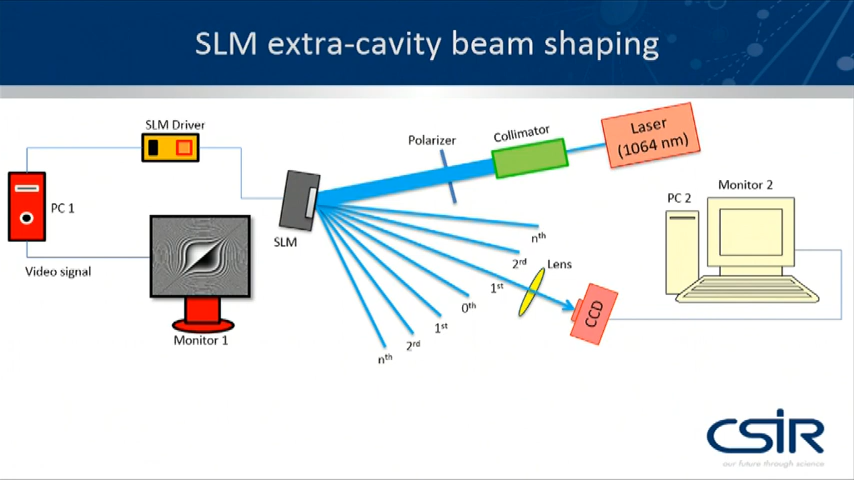 SLM extra-cavity beam shaping
SLM Driver
Polarizer
Collimator
Laser
(1064 nm)
PC 1
SLM
PC 2
Monitor 2
Video signal
Monitor 1
nth
2rd
Lens
1st
0th
1st
2rd
nth
CCD
CSIR
our future through science